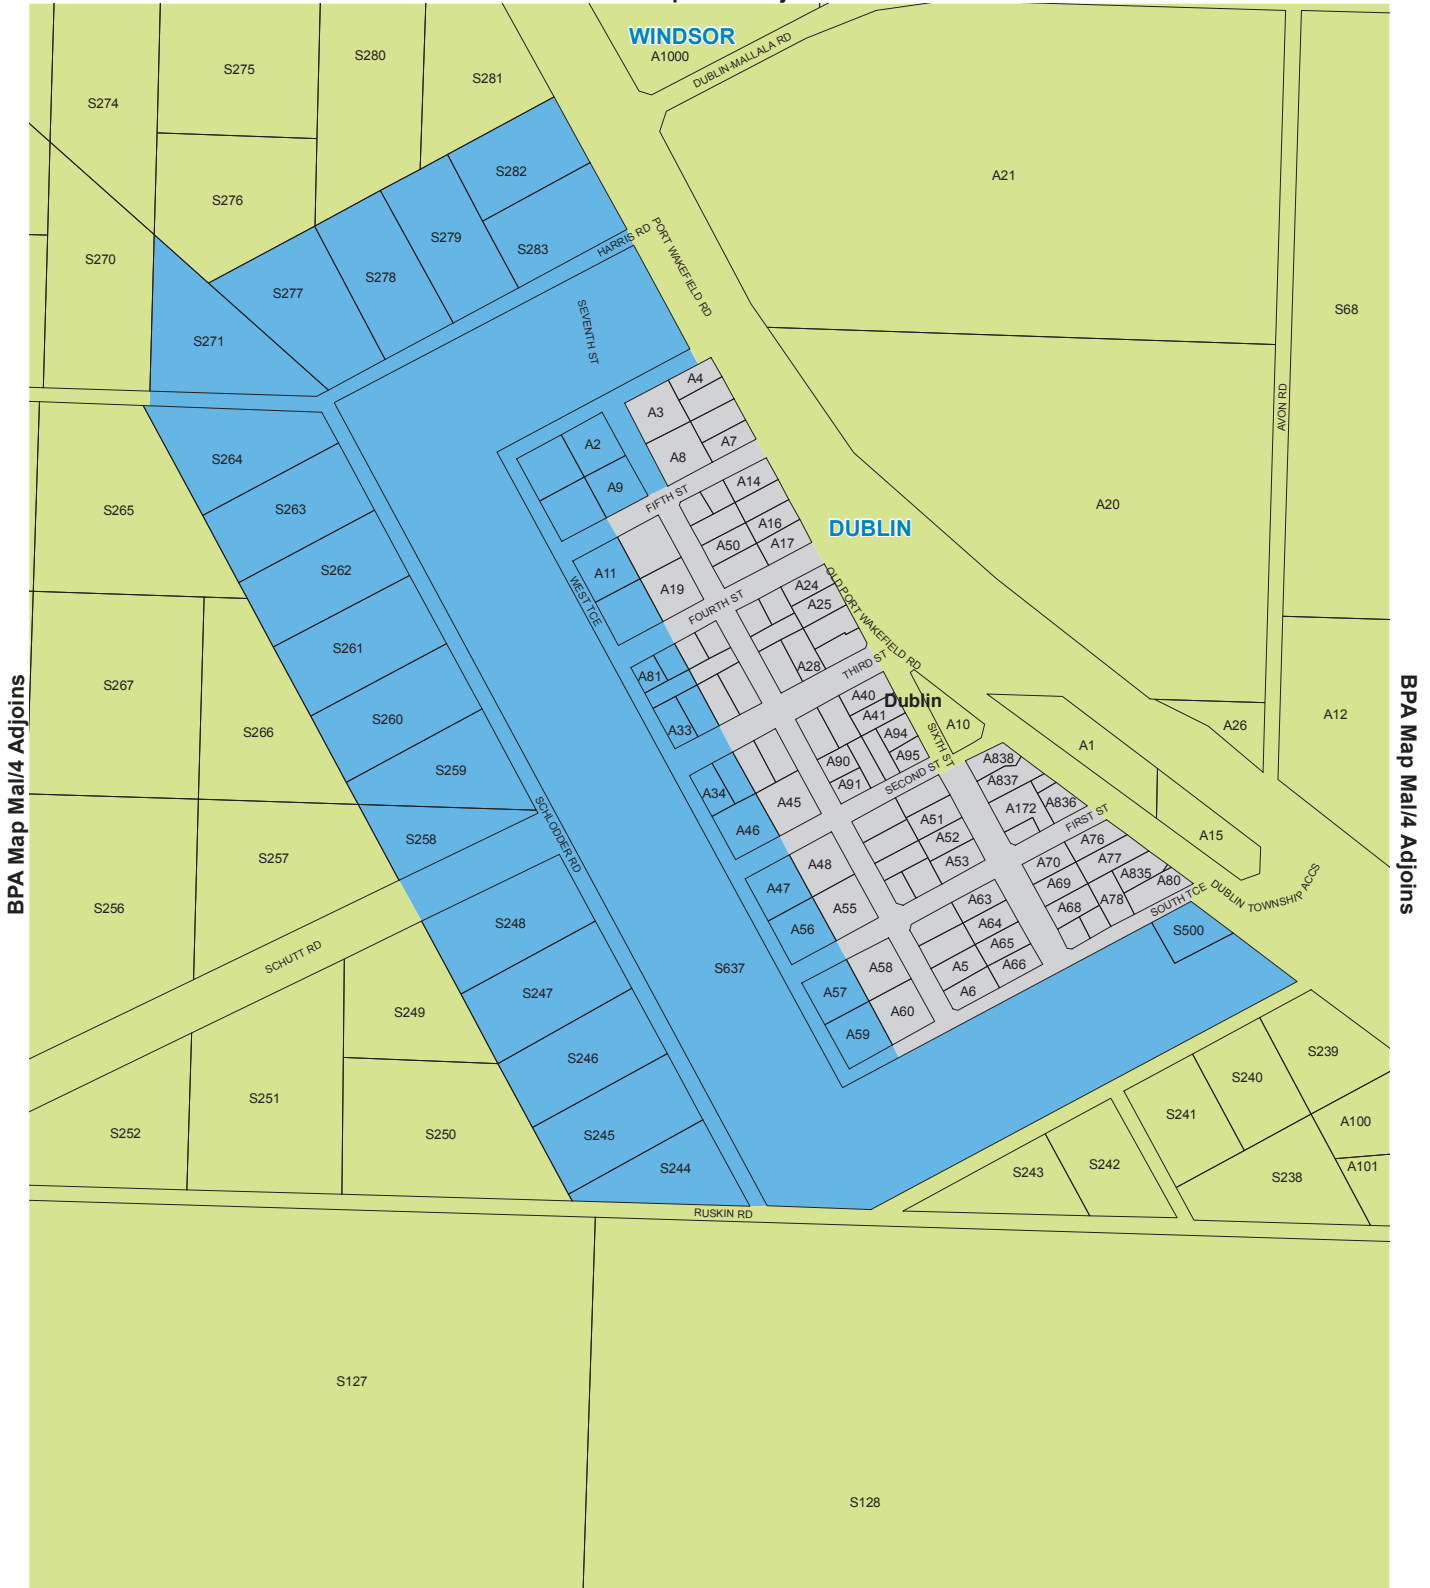 WINDSOR
A1000
DUBLIN-MALLALA RD
S280
S275
S281
S274
S282
A21
S276
S279
S283
HARRIS RD
PORT WAKEFIELD RD
S270
S278
S277
S271
SEVENTH ST
S68
A4
A3
A7
A8
A2
A9
AVON RD
S264
S263
S265
A14
FIFTH ST
A16
A17
A50
DUBLIN
A20
S262
A11
A19
WEST TCE
FOURTH ST
A24
A25
OLD PORT WAKEFIELD RD
S261
A28
THIRD ST
A81
A33
S267
S266
S260
A40
Dublin
A41
A10
A94
A95
SIXTH ST
A90
A91
SECOND ST
A1
A26
A12
BPA Map Mal/4 Adjoins
BPA Map Mal/4 Adjoins
S259
A34
A45
A46
A838
A837
A172
A836
FIRST ST
A15
S258
SCHLODDER RD
S257
A51
A52
A53
A76
A77
A70
A69
A68
A78
A835
A80
SOUTH TCE
DUBLIN TOWNSHIP ACCS
A48
A47
A55
A56
S256
S248
SCHUTT RD
A63
A64
A65
A66
A5
A6
S500
S637
A58
A57
A60
A59
S247
S249
S246
S239
S240
S241
A100
A101
S238
S251
S252
S250
S245
S244
S243
S242
RUSKIN RD
S127
S128